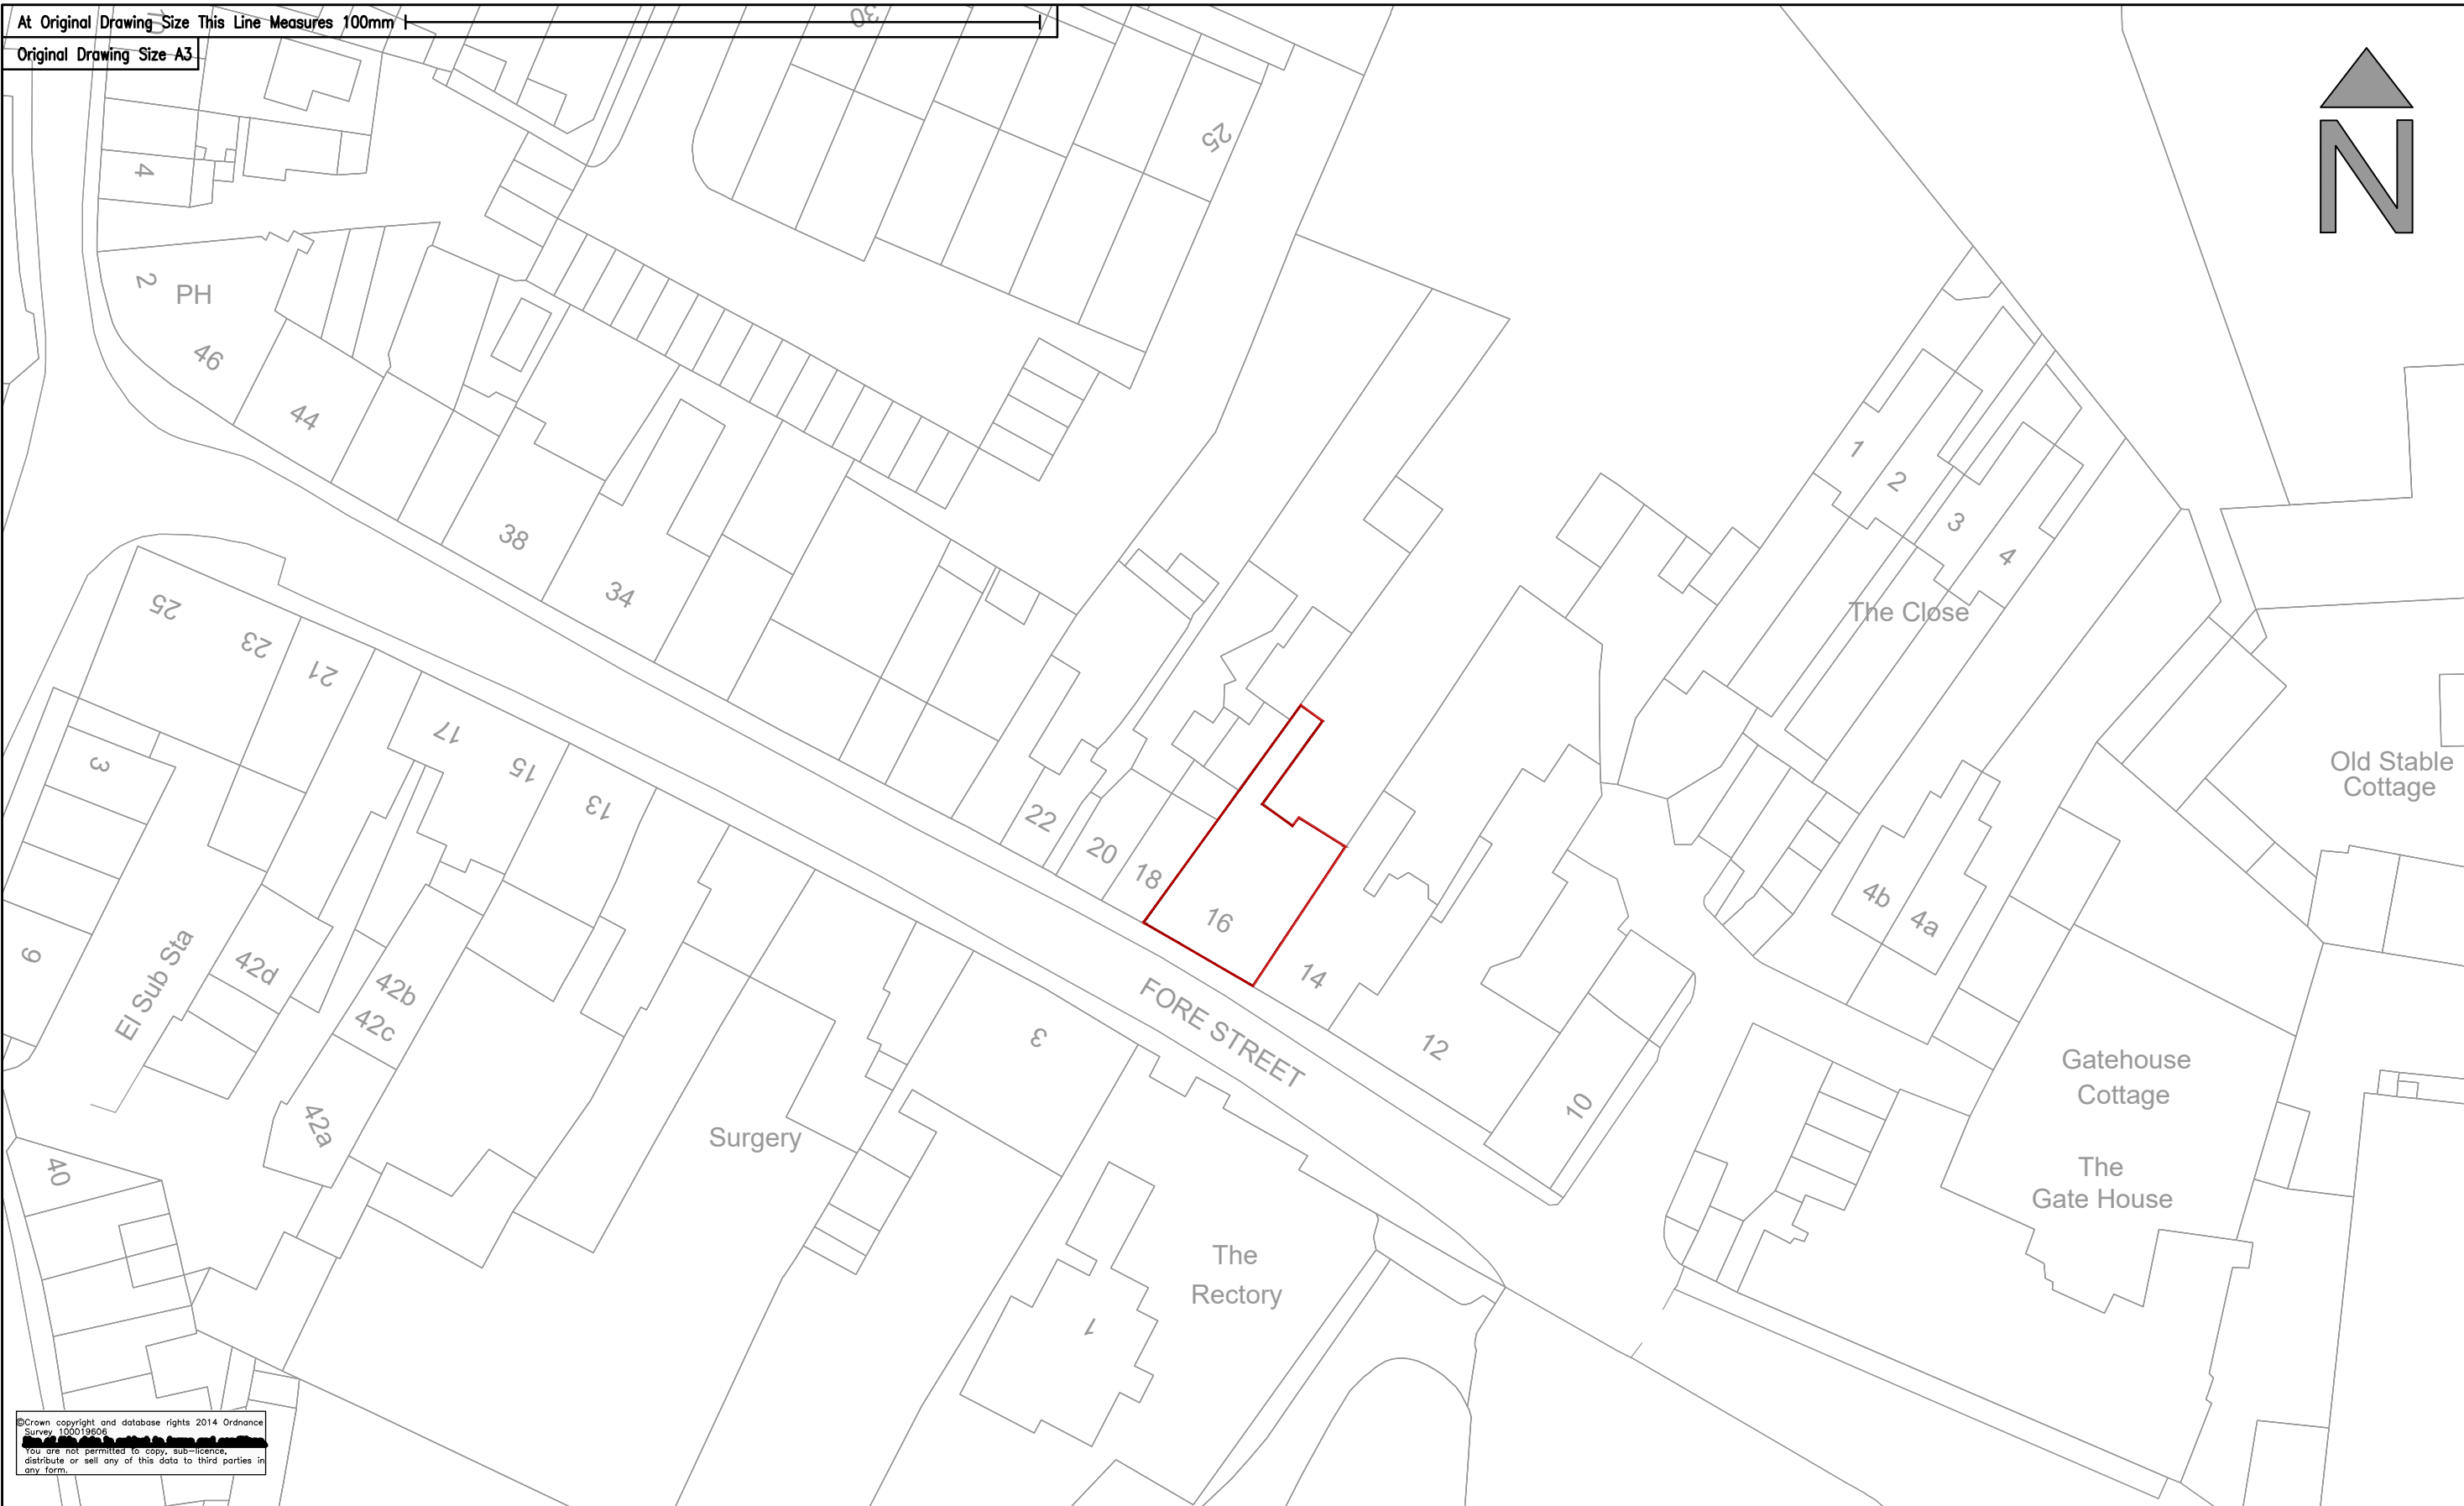 At Original Drawing Size This Line Measures 100mm
Original Drawing Size A3
30
25
4
2
PH
46
44
38
34
1
2
3
4
The Close
25
23
21
17
15
13
3
9
22
20
18
16
14
12
10
FORE STREET
Old Stable
Cottage
4b
4a
El Sub Sta
42d
42b
42c
42a
40
3
Surgery
Gatehouse
Cottage
The
Gate House
The
Rectory
1
N
©Crown copyright and database rights 2014 Ordnance
Survey 100019606
You are not permitted to copy, sub-licence,
distribute or sell any of this data to third parties in
any form.